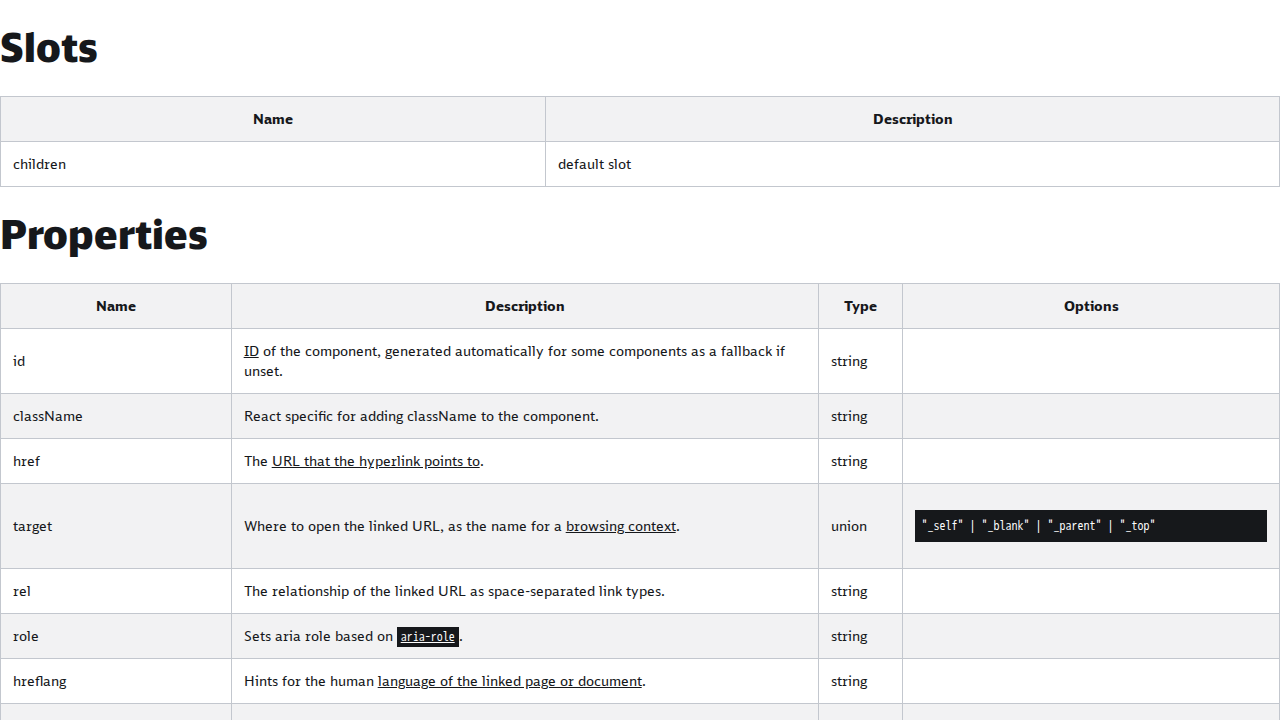 Slots
Name Description
children default slot
Properties
Name Description Type Options
id ID of the component, generated automatically for some components as a fallback if unset. string
className React specific for adding className to the component. string
href The URL that the hyperlink points to. string
target Where to open the linked URL, as the name for a browsing context. union "_self" | "_blank" | "_parent" | "_top"
rel The relationship of the linked URL as space-separated link types. string
role Sets aria role based on aria-role. string
hreflang Hints for the human language of the linked page or document. string